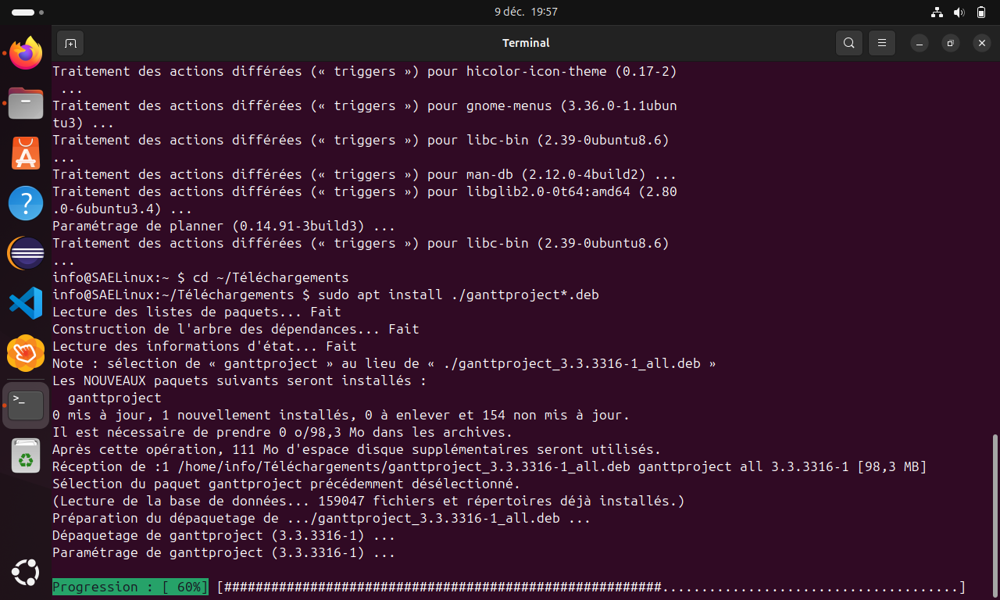 9 déc.  19:57
Terminal
Traitement des actions différées (« triggers ») pour hicolor-icon-theme (0.17-2)
 ...
Traitement des actions différées (« triggers ») pour gnome-menus (3.36.0-1.1ubun
tu3) ...
Traitement des actions différées (« triggers ») pour libc-bin (2.39-0ubuntu8.6)
...
Traitement des actions différées (« triggers ») pour man-db (2.12.0-4build2) ...
Traitement des actions différées (« triggers ») pour libglib2.0-0t64:amd64 (2.80
.0-6ubuntu3.4) ...
Paramétrage de planner (0.14.91-3build3) ...
Traitement des actions différées (« triggers ») pour libc-bin (2.39-0ubuntu8.6)
...
info@SAELinux:~ $ cd ~/Téléchargements
info@SAELinux:~/Téléchargements $ sudo apt install ./ganttproject*.deb
Lecture des listes de paquets... Fait
Construction de l'arbre des dépendances... Fait
Lecture des informations d'état... Fait
Note : sélection de « ganttproject » au lieu de « ./ganttproject_3.3.3316-1_all.deb »
Les NOUVEAUX paquets suivants seront installés :
  ganttproject
0 mis à jour, 1 nouvellement installés, 0 à enlever et 154 non mis à jour.
Il est nécessaire de prendre 0 o/98,3 Mo dans les archives.
Après cette opération, 111 Mo d'espace disque supplémentaires seront utilisés.
Réception de :1 /home/info/Téléchargements/ganttproject_3.3.3316-1_all.deb ganttproject all 3.3.3316-1 [98,3 MB]
Sélection du paquet ganttproject précédemment désélectionné.
(Lecture de la base de données... 159047 fichiers et répertoires déjà installés.)
Préparation du dépaquetage de .../ganttproject_3.3.3316-1_all.deb ...
Dépaquetage de ganttproject (3.3.3316-1) ...
Paramétrage de ganttproject (3.3.3316-1) ...
Progression : [ 60%] [########################################################......................................]